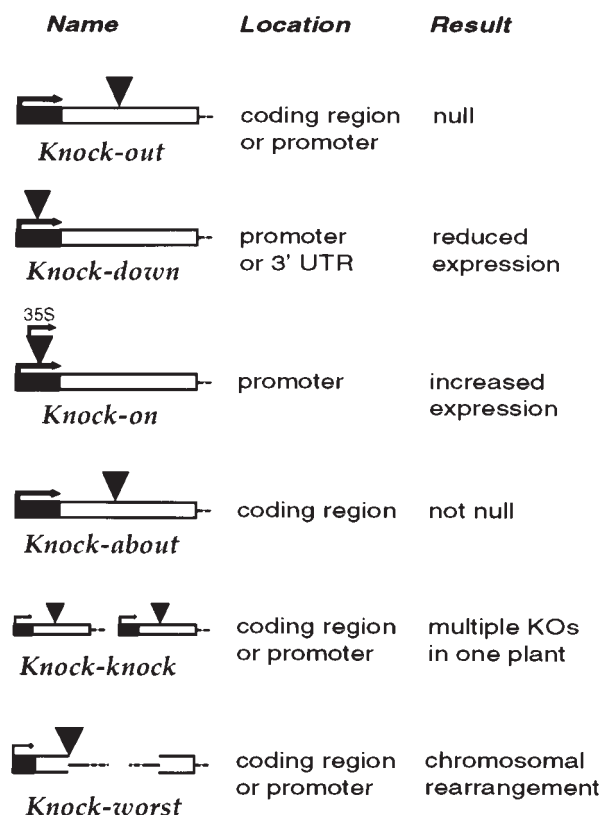 Name Location Result
coding region null
or promoter
Knock-out
promoter reduced
or 3' UTR expression
Knock-down
35S
promoter increased
expression
Knock-on
coding region not null
Knock-about
coding region multiple KOs
or promoter in one plant
Knock-knock
coding region chromosomal
or promoter rearrangement
Knock-worst